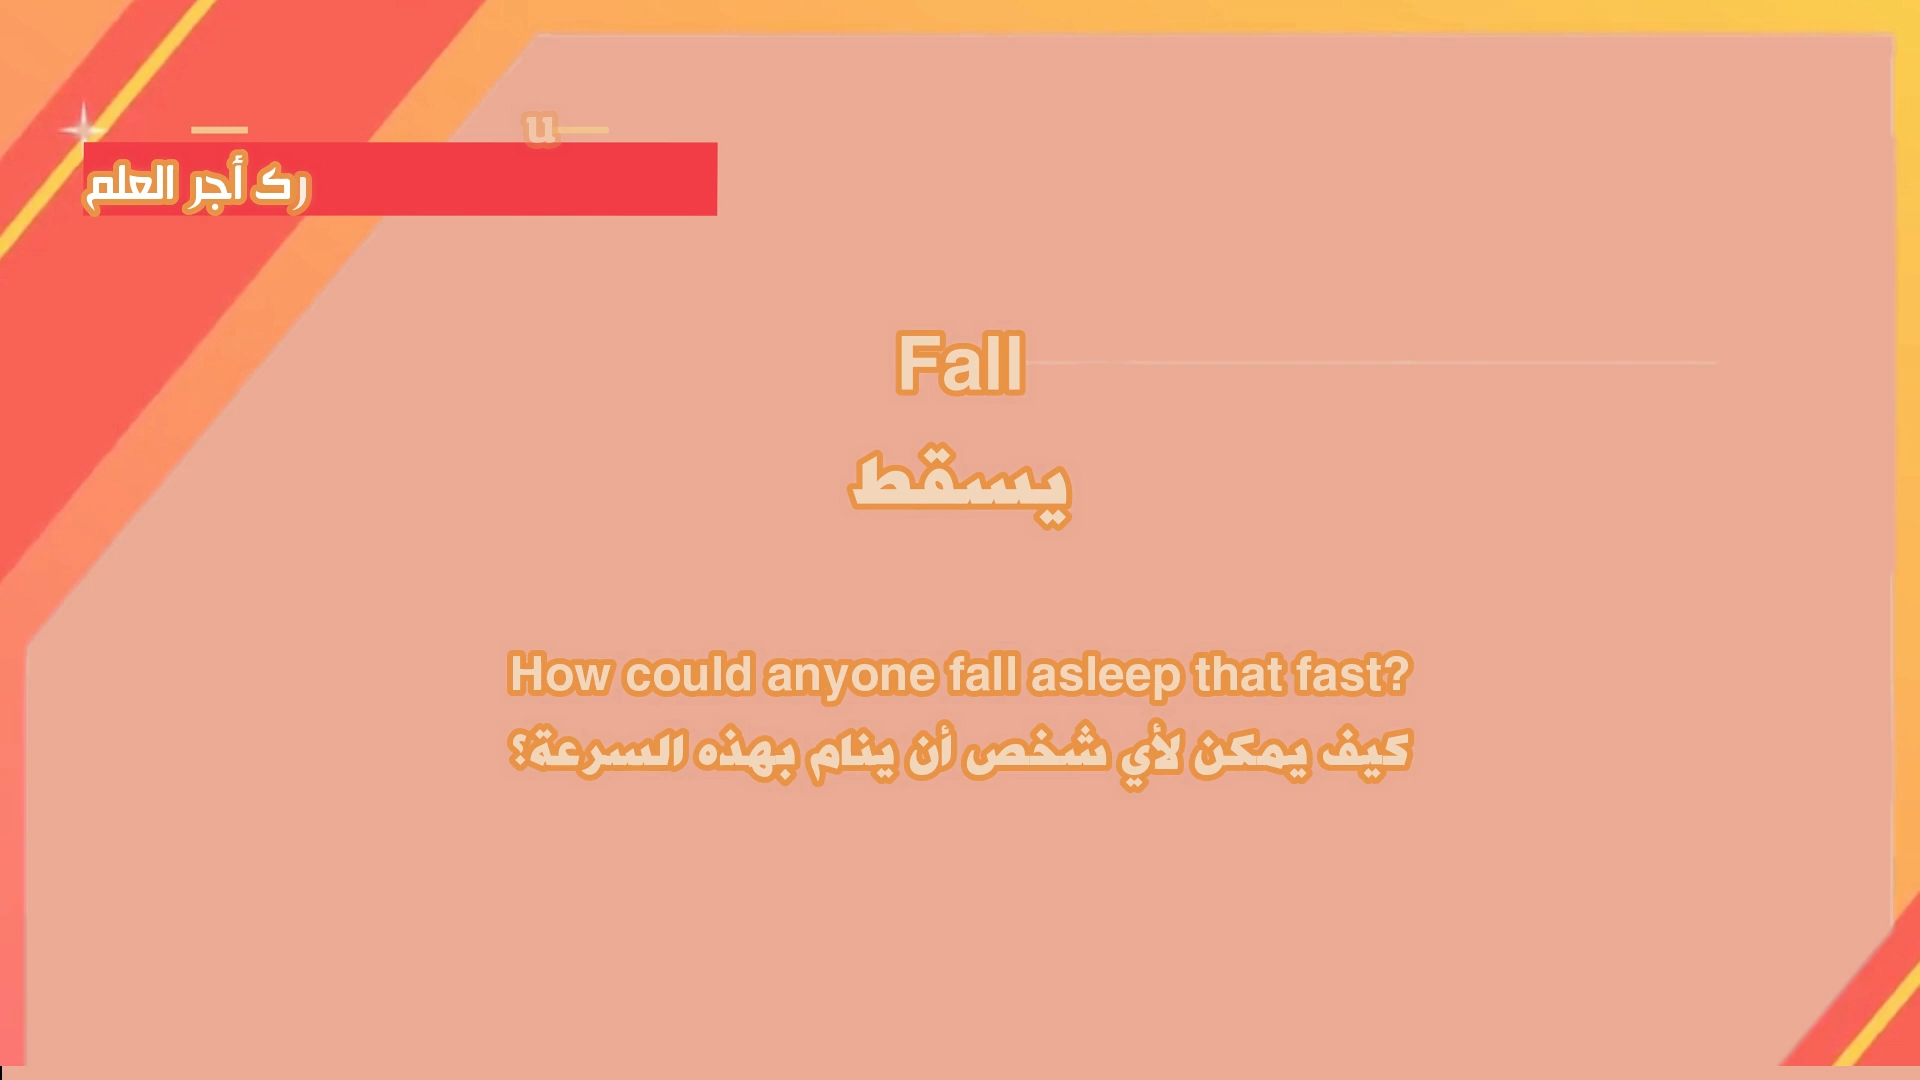 u
رك أجر العلم
Fall
يسقط
How could anyone fall asleep that fast?
كيف يمكن لأي شخص أن ينام بهذه السرعة؟